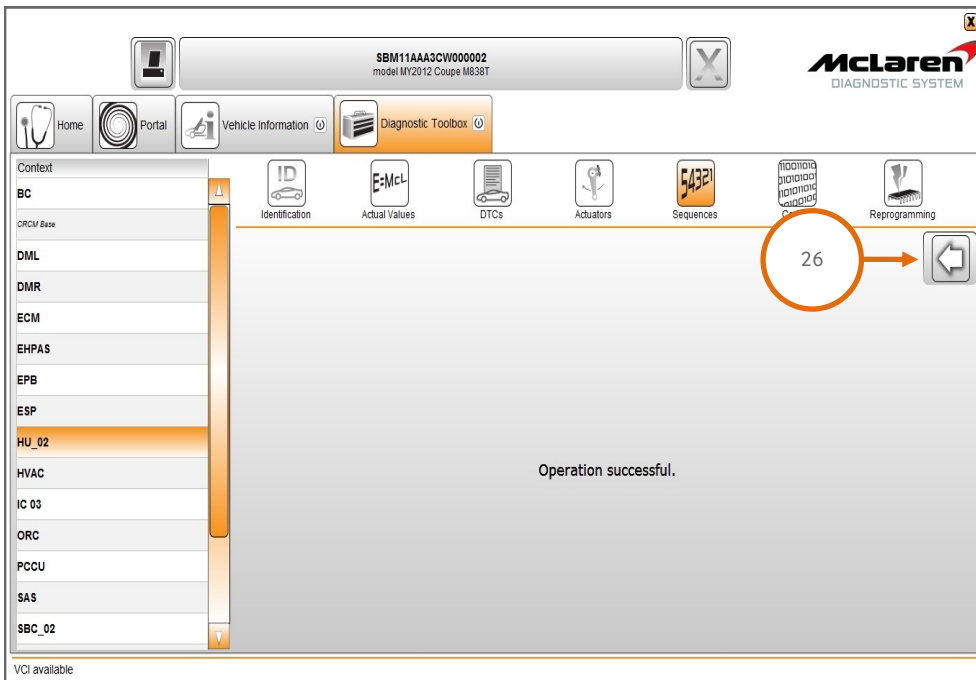 X
SBM11AAA3CW000002
model MY2012 Coupe M838T
McLaren
DIAGNOSTIC SYSTEM
Home
Portal
Vehicle Information
Diagnostic Toolbox
Context
BC
CRCM Base
DML
DMR
ECM
EHPAS
EPB
ESP
HU_02
HVAC
IC 03
ORC
PCCU
SAS
SBC_02
ID
Identification
E=McL
Actual Values
DTCs
Actuators
54321
Sequences
Reprogramming
26
Operation successful.
VCI available